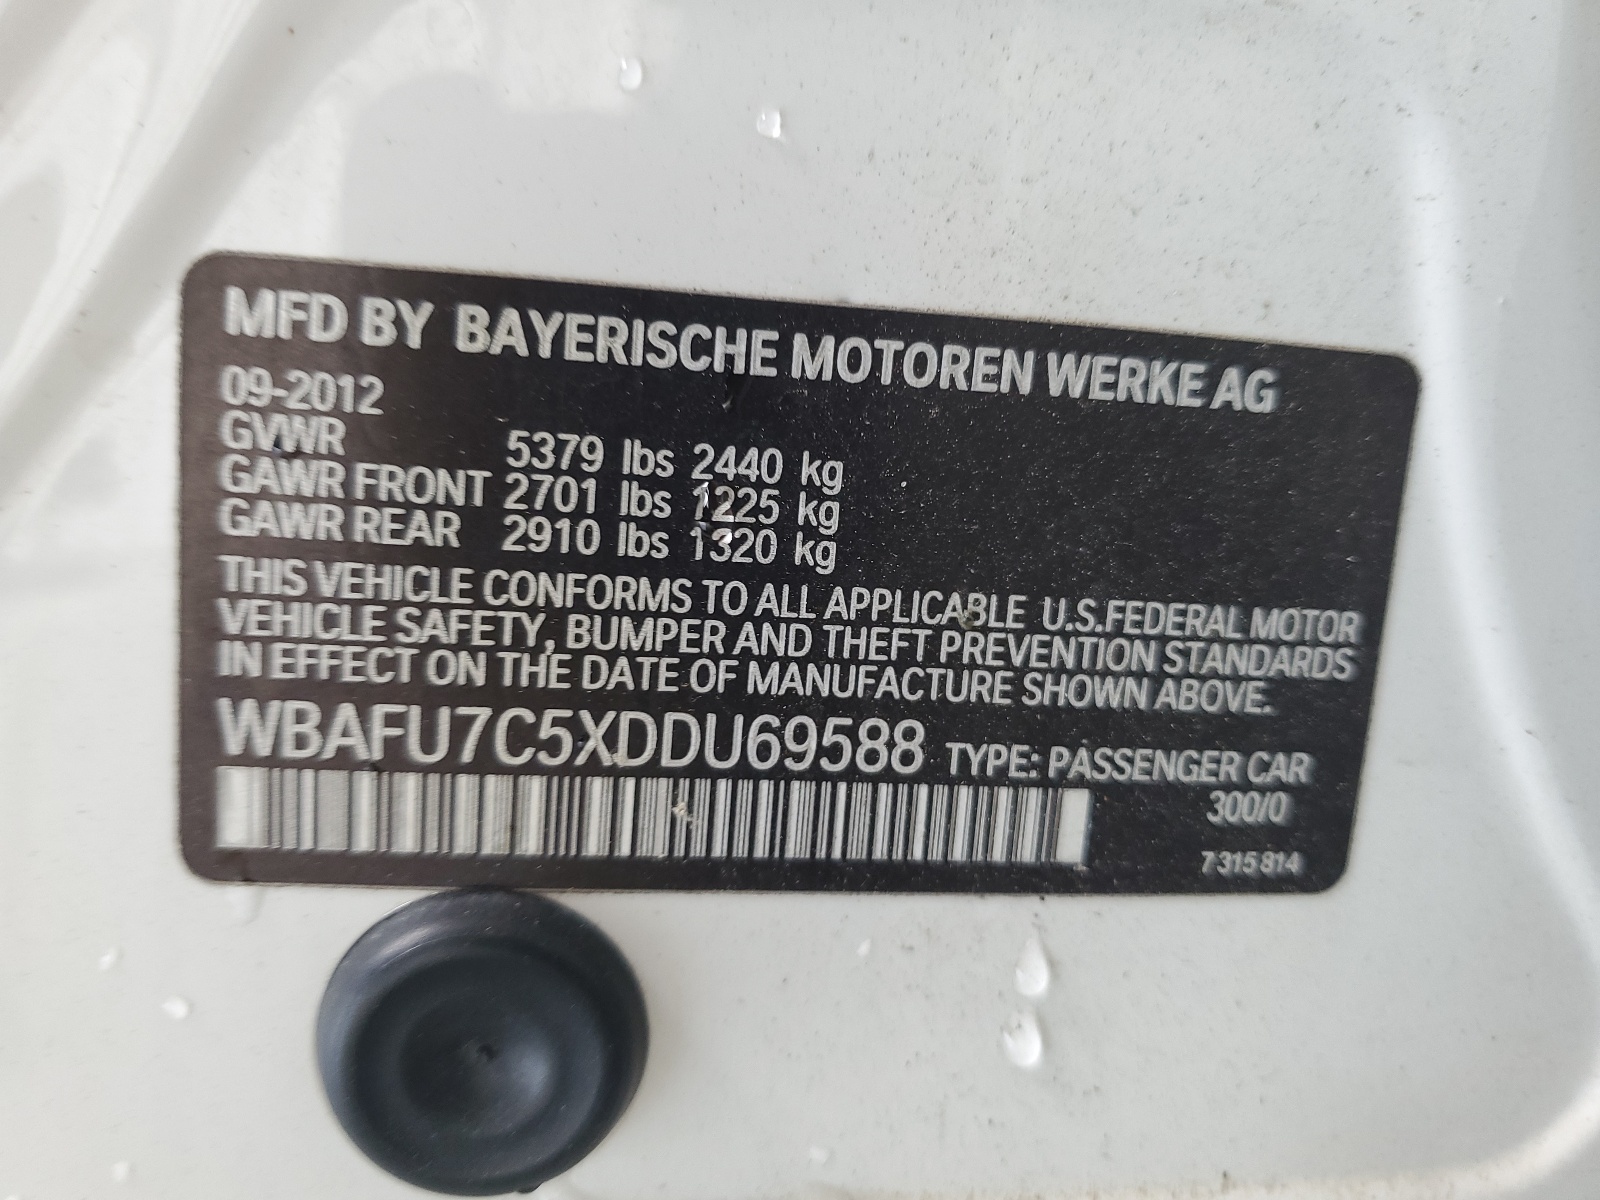 MFD BY BAYERISCHE MOTOREN WERKE AG
09-2012
GVWR 5379 lbs 2440 kg
GAWR FRONT 2701 lbs 1225 kg
GAWR REAR 2910 lbs 1320 kg
THIS VEHICLE CONFORMS TO ALL APPLICABLE U.S.FEDERAL MOTOR
VEHICLE SAFETY, BUMPER AND THEFT PREVENTION STANDARDS
IN EFFECT ON THE DATE OF MANUFACTURE SHOWN ABOVE.
WBAFU7C5XDDU69588 TYPE: PASSENGER CAR
300/0
7 315 814